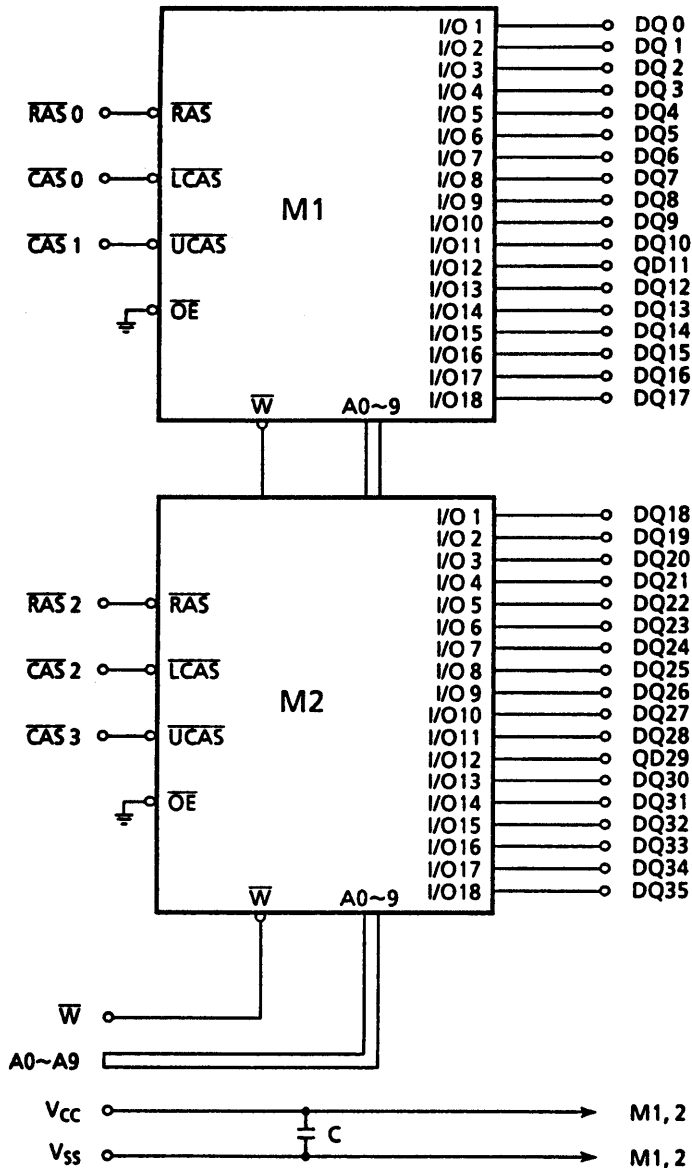 I/O 1 DQ 0
I/O 2 DQ 1
I/O 3 DQ 2
I/O 4 DQ 3
RAS 0 RAS I/O 5 DQ4
I/O 6 DQ5
I/O 7 DQ6
CAS 0 LCAS I/O 8 DQ7
M1 I/O 9 DQ8
I/O10 DQ9
CAS 1 UCAS I/O11 DQ10
I/O12 QD11
I/O13 DQ12
OE I/O14 DQ13
I/O15 DQ14
I/O16 DQ15
I/O17 DQ16
W A0~9 I/O18 DQ17
I/O 1 DQ18
I/O 2 DQ19
I/O 3 DQ20
I/O 4 DQ21
RAS 2 RAS I/O 5 DQ22
I/O 6 DQ23
I/O 7 DQ24
CAS 2 LCAS I/O 8 DQ25
M2 I/O 9 DQ26
I/O10 DQ27
CAS 3 UCAS I/O11 DQ28
I/O12 QD29
I/O13 DQ30
OE I/O14 DQ31
I/O15 DQ32
I/O16 DQ33
I/O17 DQ34
W A0~9 I/O18 DQ35
W
A0~A9
VCC M1, 2
C
VSS M1, 2